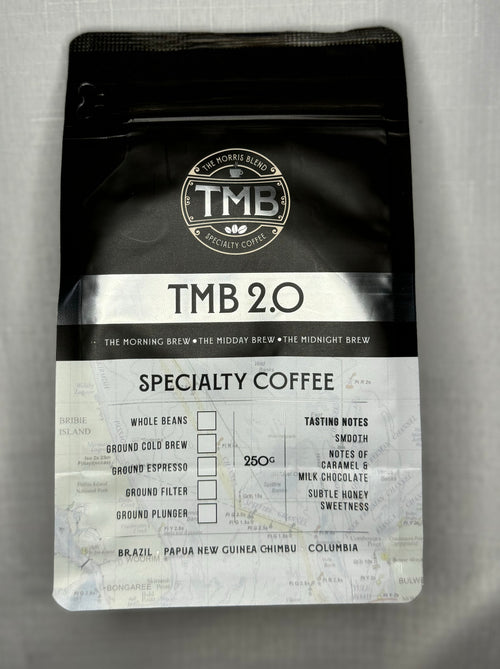 THE MORRIS BLEND
TMB
SPECIALTY COFFEE
TMB 2.0
THE MORNING BREW • THE MIDDAY BREW • THE MIDNIGHT BREW
SPECIALTY COFFEE
WHOLE BEANS
GROUND COLD BREW
GROUND ESPRESSO
GROUND FILTER
GROUND PLUNGER
250G
TASTING NOTES
SMOOTH
NOTES OF
CARAMEL &
MILK CHOCOLATE
SUBTLE HONEY
SWEETNESS
BRAZIL · PAPUA NEW GUINEA CHIMBU · COLUMBIA
BRIBIE
ISLAND
WOORIM
BONGAREE
BULWE